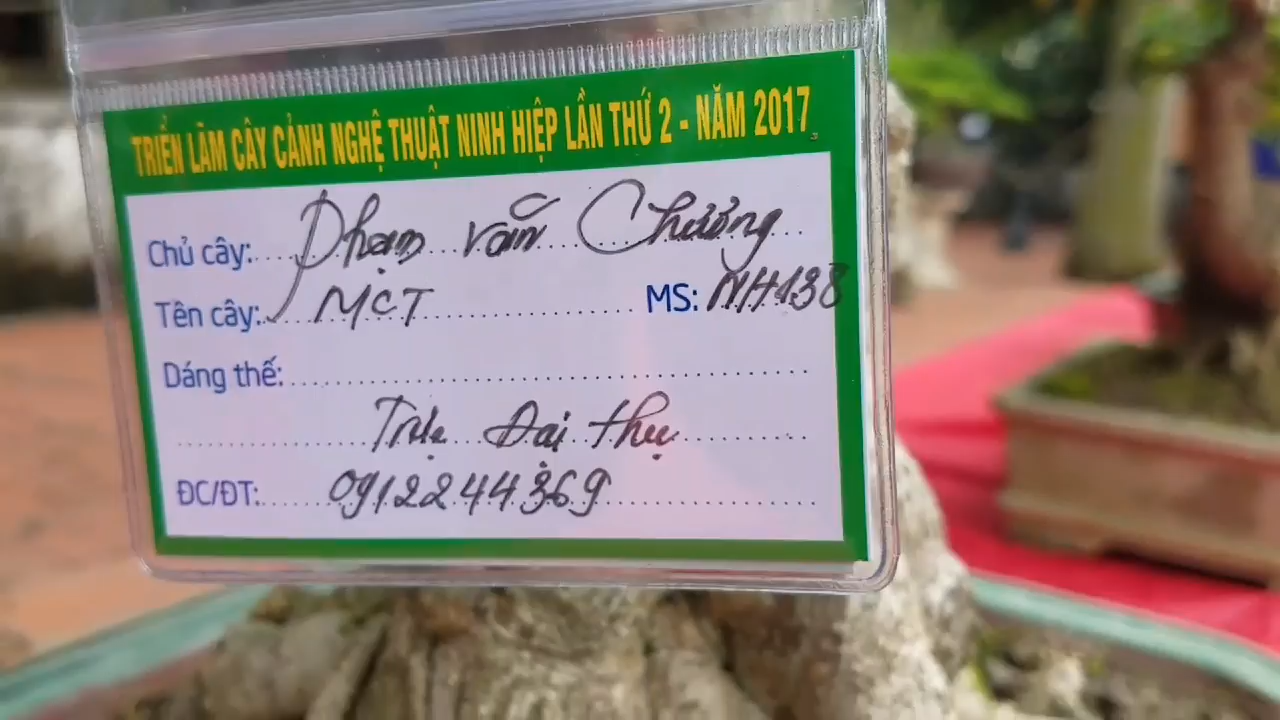 TRIỂN LÃM CÂY CẢNH NGHỆ THUẬT NINH HIỆP LẦN THỨ 2 - NĂM 2017
Chủ cây: Phạm Văn Chưởng
Tên cây: MCT MS: NH138
Dáng thế:
Trực Đại thụ
ĐC/ĐT: 0912244369